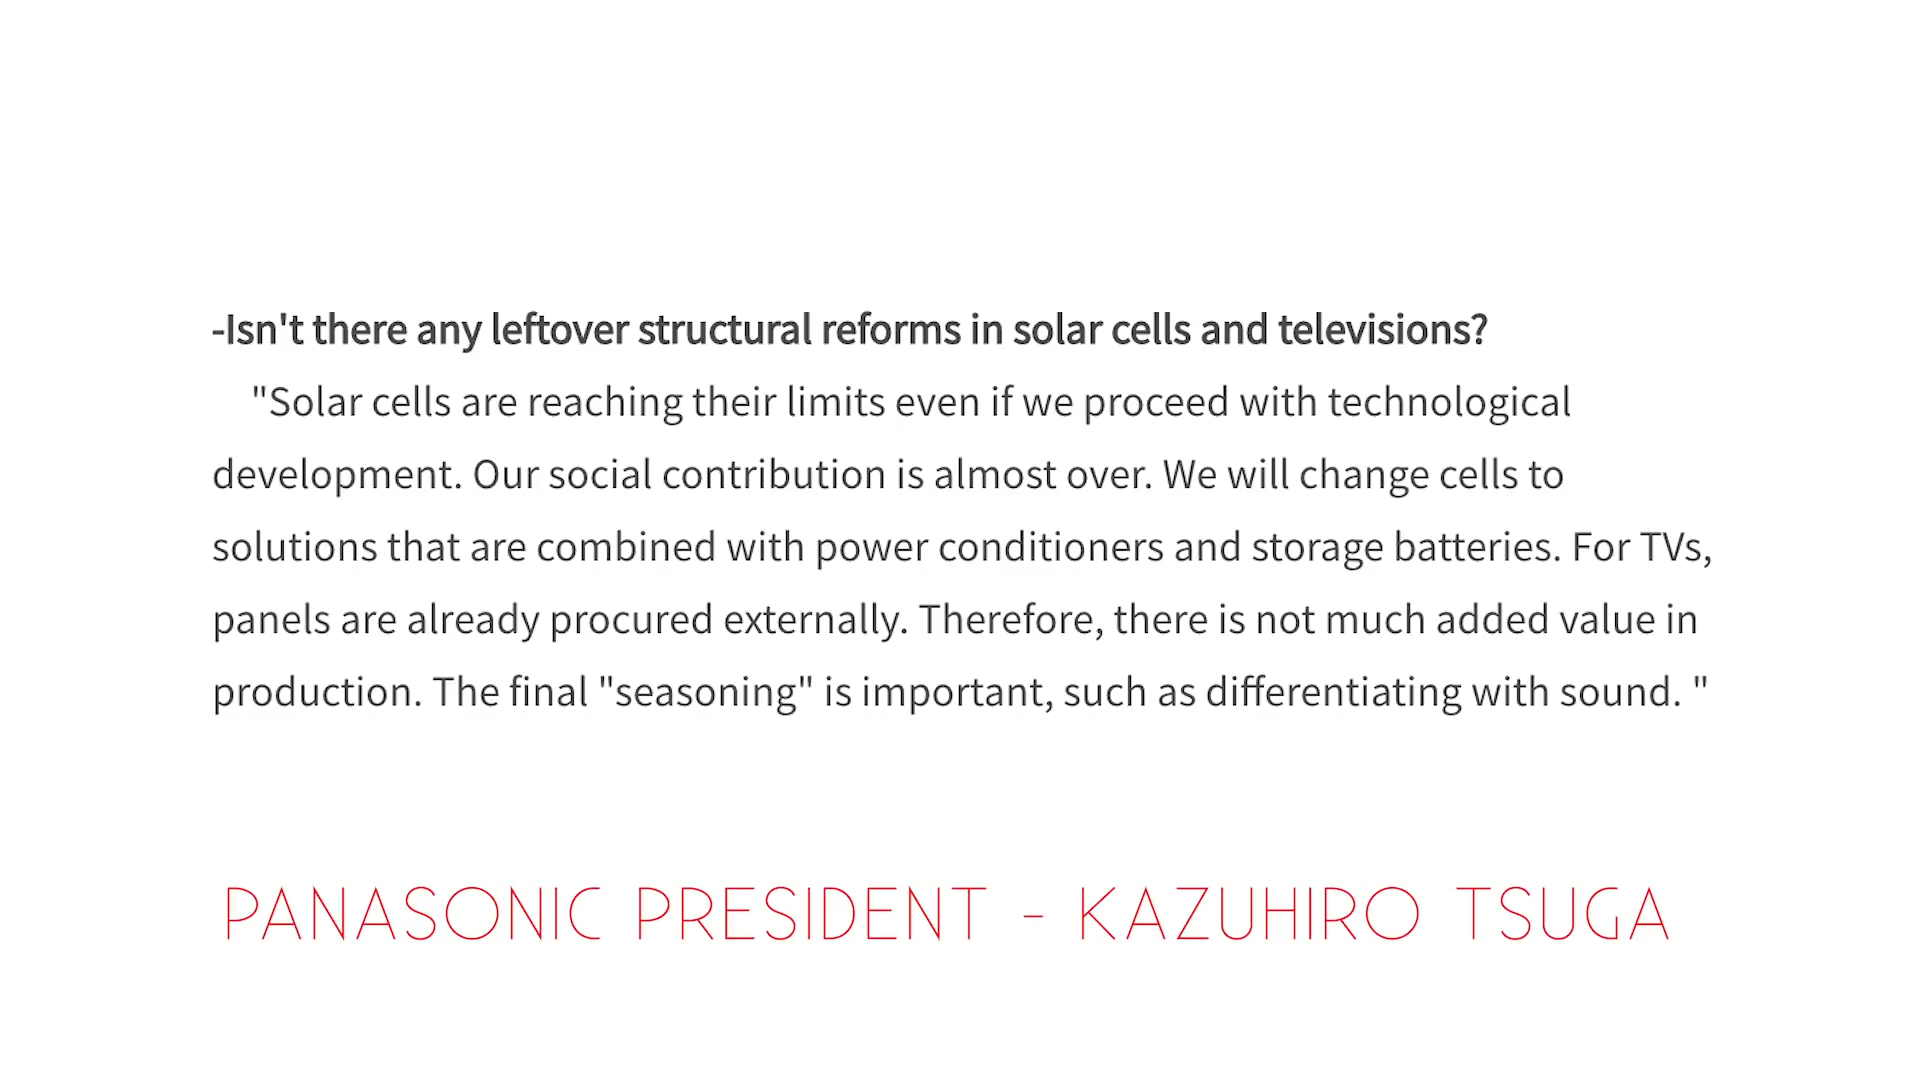 -Isn't there any leftover structural reforms in solar cells and televisions?
"Solar cells are reaching their limits even if we proceed with technological
development. Our social contribution is almost over. We will change cells to
solutions that are combined with power conditioners and storage batteries. For TVs,
panels are already procured externally. Therefore, there is not much added value in
production. The final "seasoning" is important, such as differentiating with sound. "
PANASONIC PRESIDENT - KAZUHIRO TSUGA